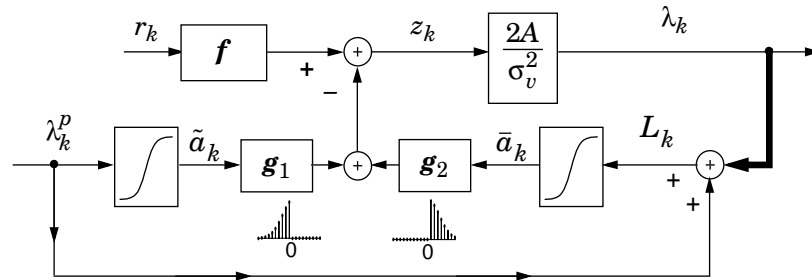 r_k f + z_k 2A/σ_v^2 λ_k
−
λ_k^p ã_k g_1 g_2 ā_k L_k
+ +
0 0